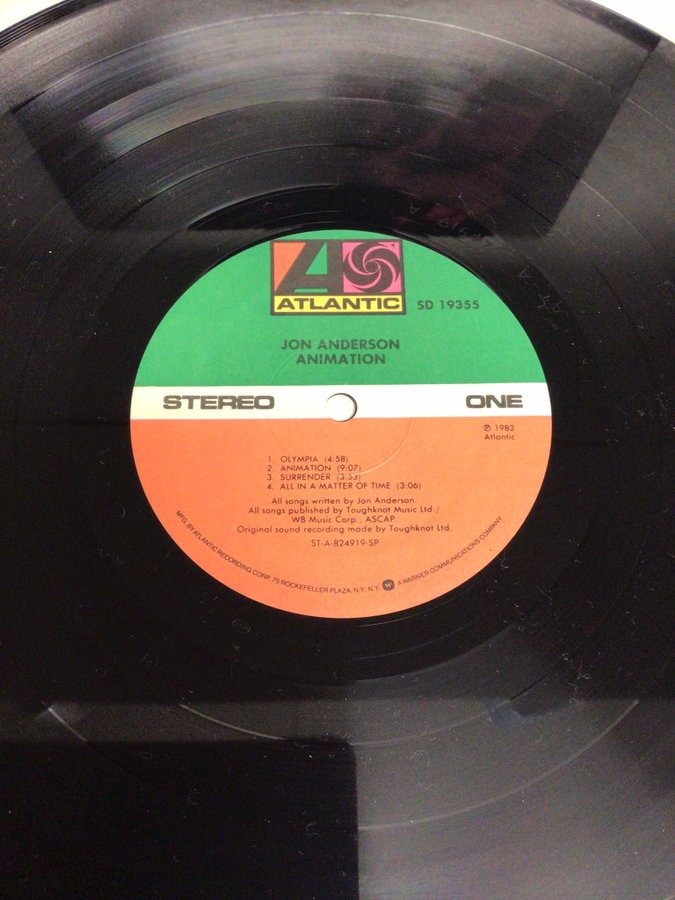 ATLANTIC
SD 19355
JON ANDERSON
ANIMATION
STEREO
ONE
℗ 1982
Atlantic
1. OLYMPIA (4:58)
2. ANIMATION (9:07)
3. SURRENDER (3:53)
4. ALL IN A MATTER OF TIME (3:06)
All songs written by Jon Anderson.
All songs published by Toughknot Music Ltd./
WB Music Corp., ASCAP.
Original sound recording made by Toughknot Ltd.
ST-A-824919-SP
MFG. BY ATLANTIC RECORDING CORP., 75 ROCKEFELLER PLAZA, N.Y., N.Y. A WARNER COMMUNICATIONS COMPANY